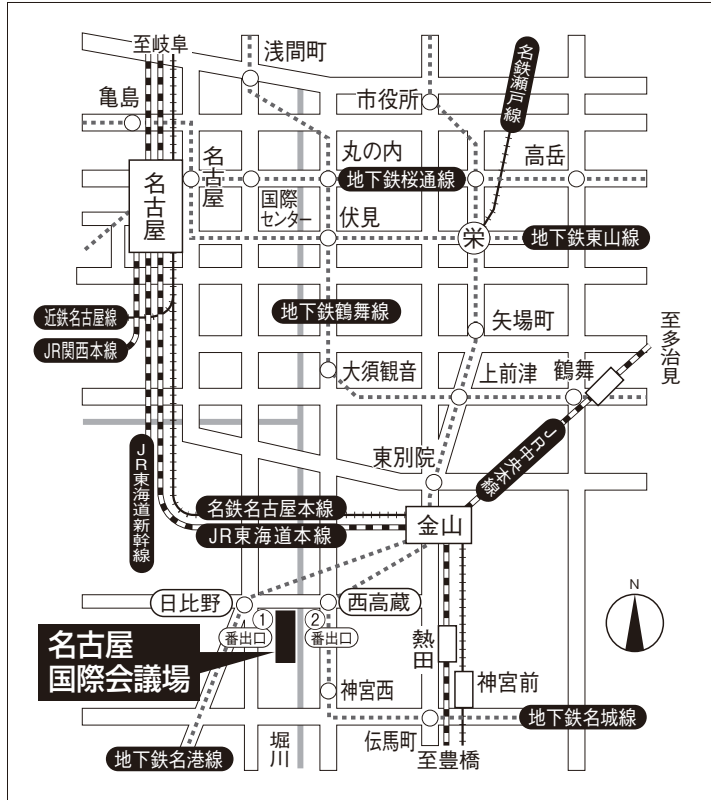 至岐阜
浅間町
名鉄瀬戸線
亀島
市役所
名古屋
名古屋
丸の内
高岳
地下鉄桜通線
国際
センター
伏見
栄
地下鉄東山線
近鉄名古屋線
地下鉄鶴舞線
矢場町
至多治見
JR関西本線
大須観音
上前津
鶴舞
JR東海道新幹線
東別院
JR中央本線
名鉄名古屋本線
JR東海道本線
金山
N
日比野
西高蔵
1
番出口
2
番出口
熱田
名古屋
国際会議場
神宮西
神宮前
地下鉄名城線
地下鉄名港線
堀川
伝馬町
至豊橋